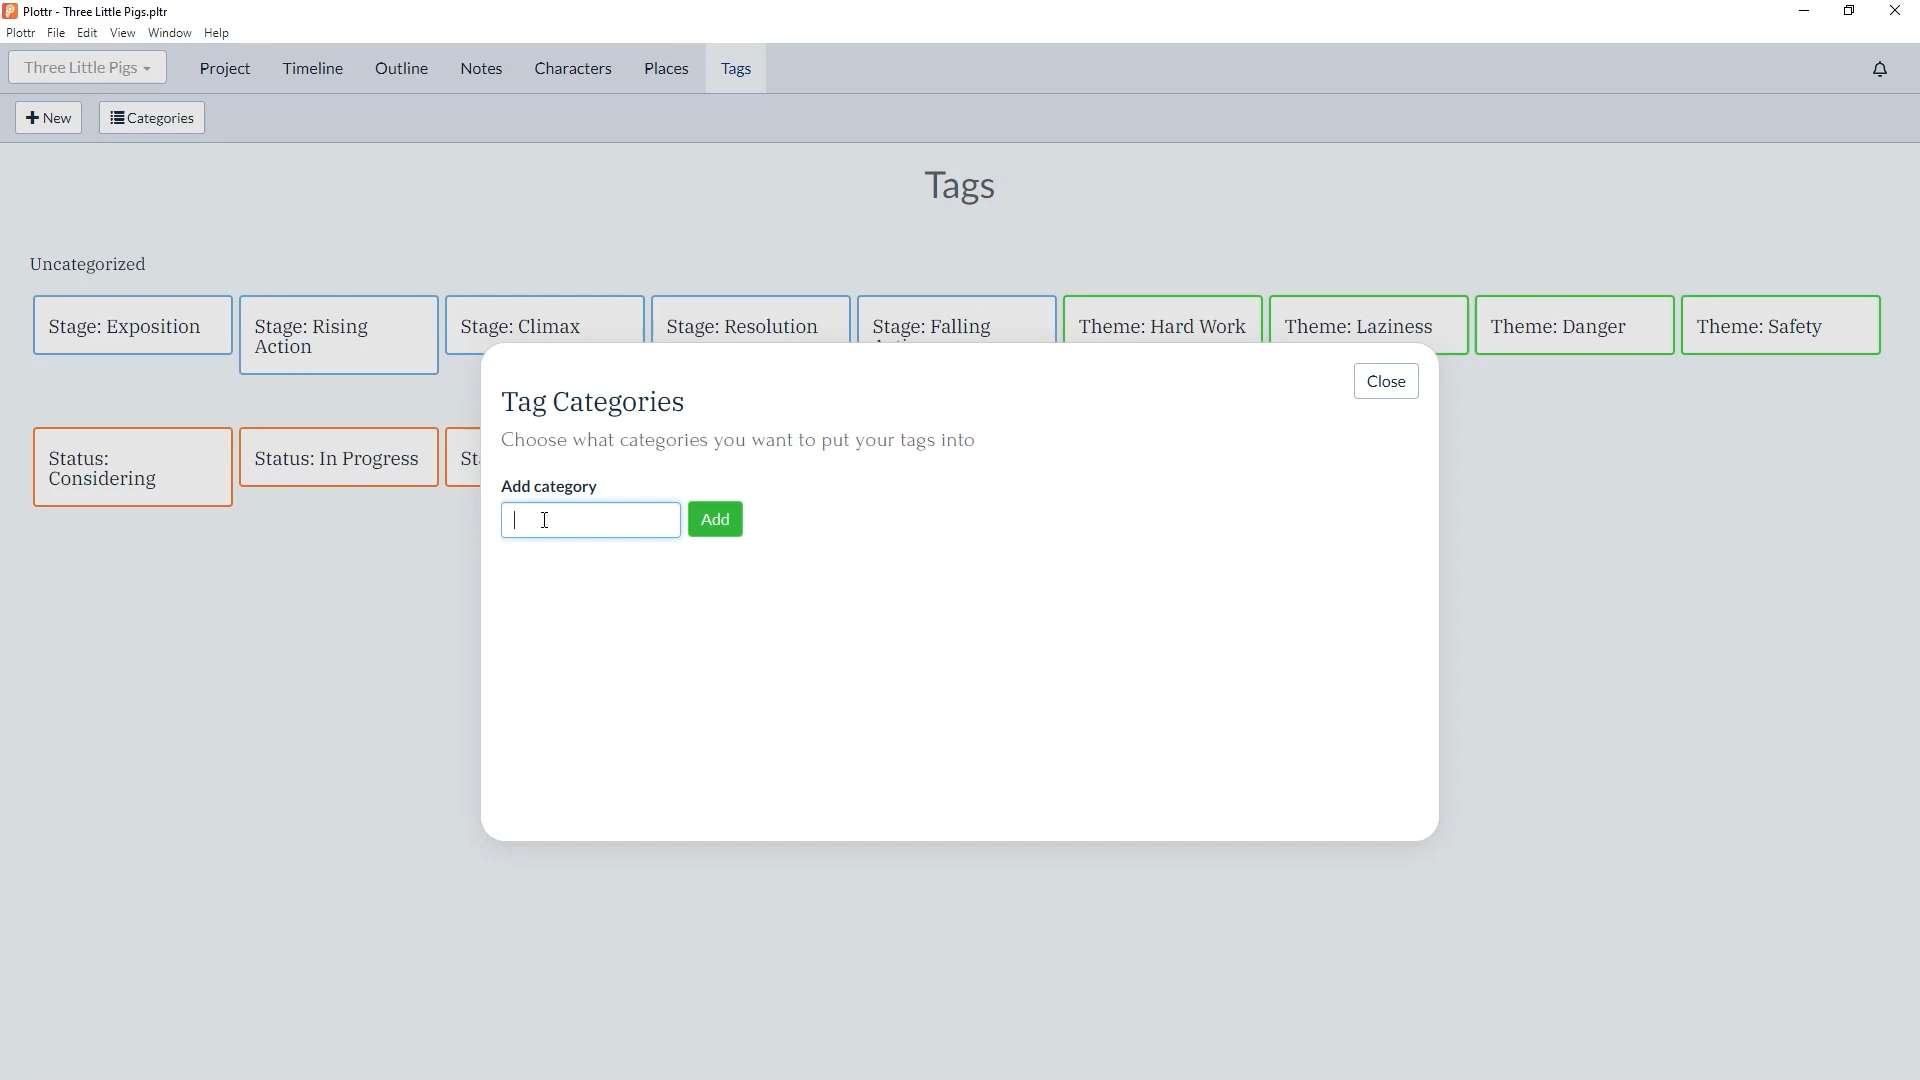 Plottr - Three Little Pigs.pltr
Plottr File Edit View Window Help
Three Little Pigs Project Timeline Outline Notes Characters Places Tags
New Categories
Tags
Uncategorized
Stage: Exposition
Stage: Rising
Action
Stage: Climax
Stage: Resolution
Stage: Falling
Theme: Hard Work
Theme: Laziness
Theme: Danger
Theme: Safety
Status:
Considering
Status: In Progress
Tag Categories
Close
Choose what categories you want to put your tags into
Add category
Add